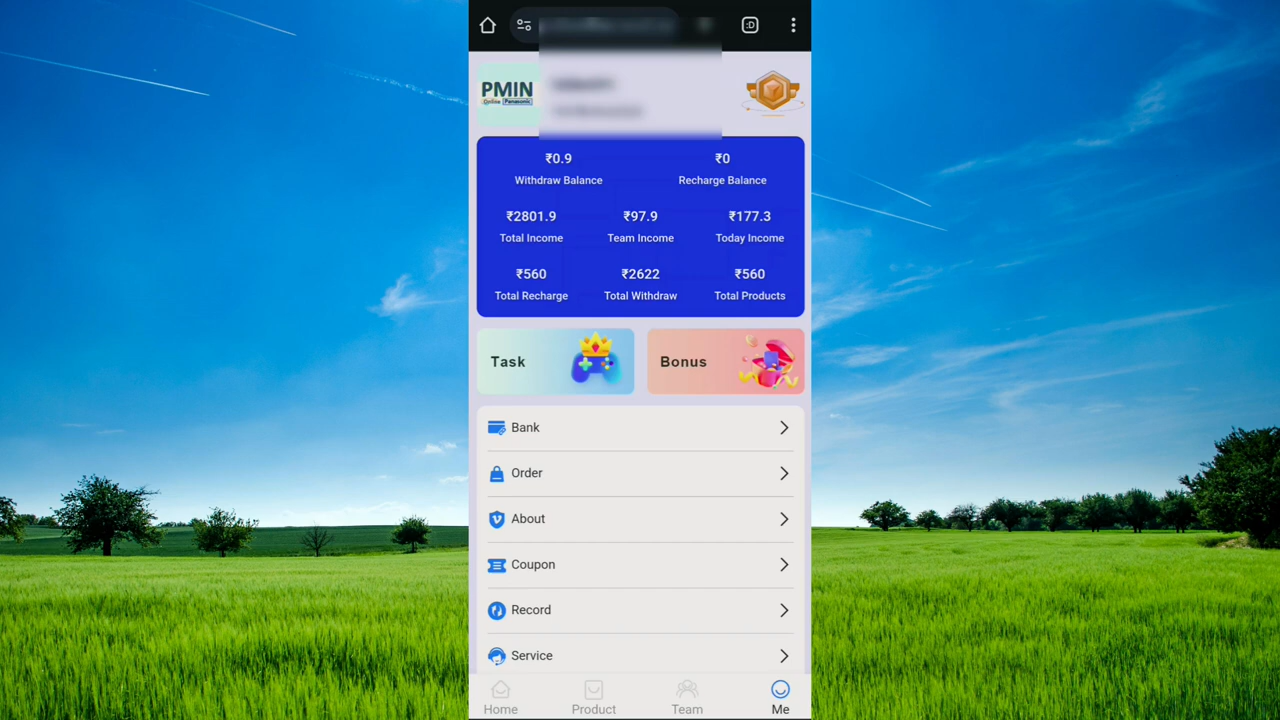 :D
PMIN
Online Panasonic
₹0.9 ₹0
Withdraw Balance Recharge Balance
₹2801.9 ₹97.9 ₹177.3
Total Income Team Income Today Income
₹560 ₹2622 ₹560
Total Recharge Total Withdraw Total Products
Task Bonus
Bank
Order
About
Coupon
Record
Service
Home Product Team Me